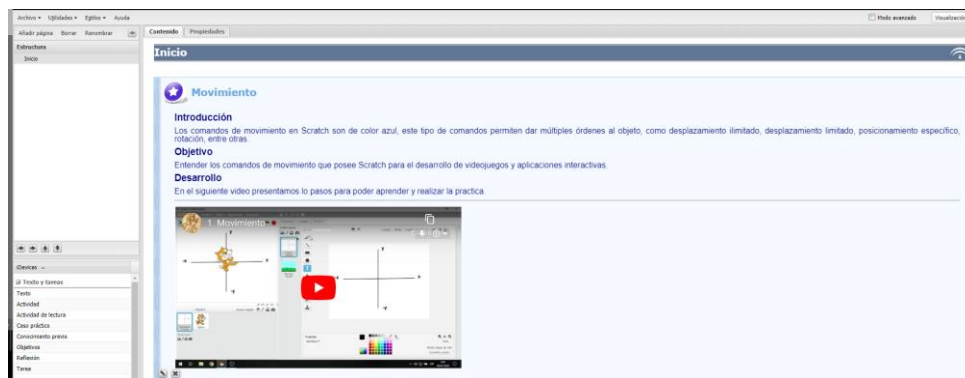 Archivo Utilidades Estilos Ayuda
Modo avanzado
Visualización
Añadir página Borrar Renombrar
Contenido Propiedades
Estructura
Inicio
Inicio
Movimiento
Introducción
Los comandos de movimiento en Scratch son de color azul, este tipo de comandos permiten dar múltiples órdenes al objeto, como desplazamiento ilimitado, desplazamiento limitado, posicionamiento específico,
rotación, entre otras.
Objetivo
Entender los comandos de movimiento que posee Scratch para el desarrollo de videojuegos y aplicaciones interactivas.
Desarrollo
En el siguiente video presentamos lo pasos para poder aprender y realizar la practica.
1. Movimiento
iDevices
Texto y tareas
Texto
Actividad
Actividad de lectura
Caso práctico
Conocimiento previo
Objetivos
Reflexión
Tarea